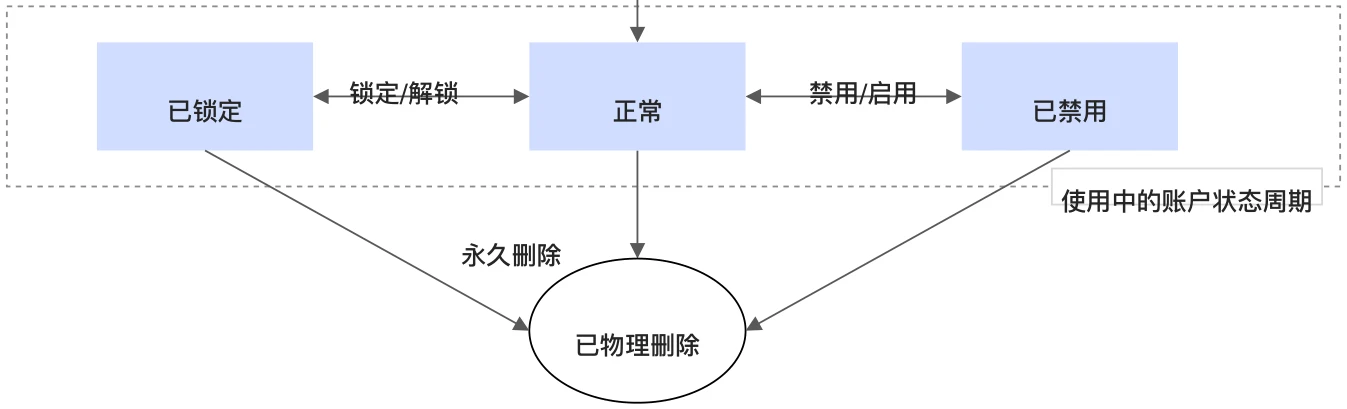 锁定/解锁
禁用/启用
已锁定
正常
已禁用
使用中的账户状态周期
永久删除
已物理删除